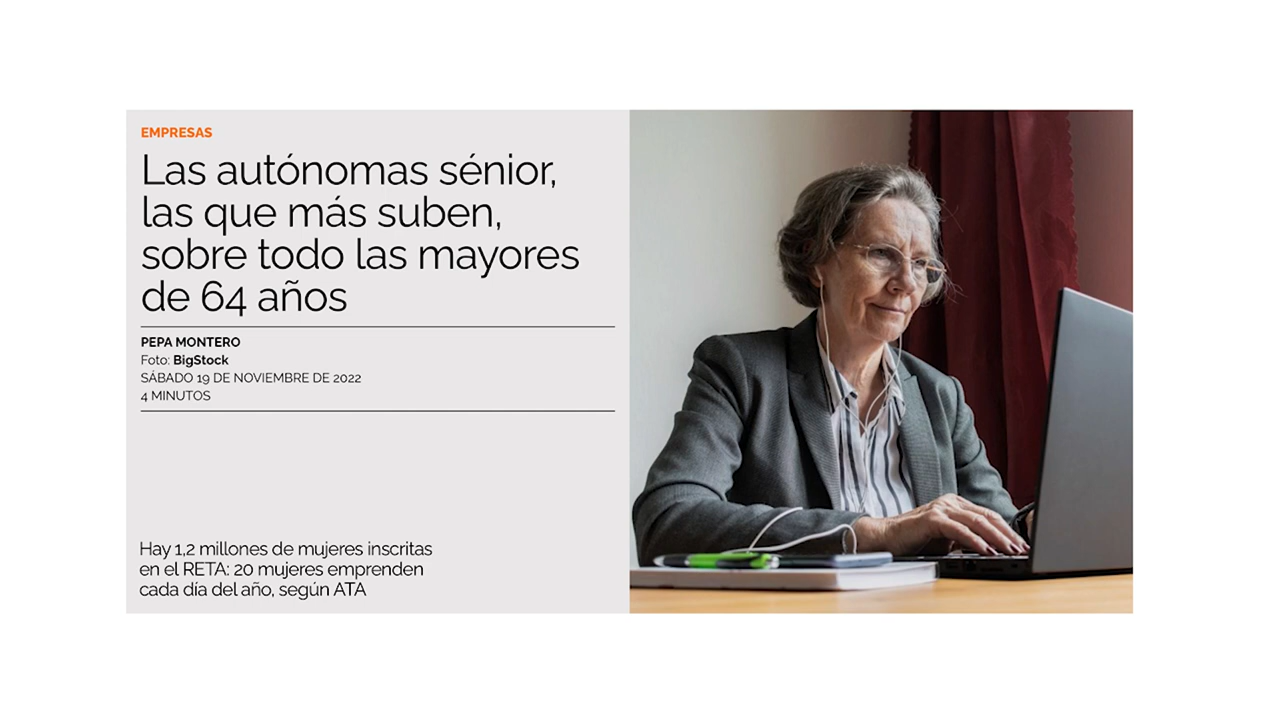 EMPRESAS
Las autónomas sénior,
las que más suben,
sobre todo las mayores
de 64 años
PEPA MONTERO
Foto: BigStock
SÁBADO 19 DE NOVIEMBRE DE 2022
4 MINUTOS
Hay 1,2 millones de mujeres inscritas
en el RETA: 20 mujeres emprenden
cada día del año, según ATA